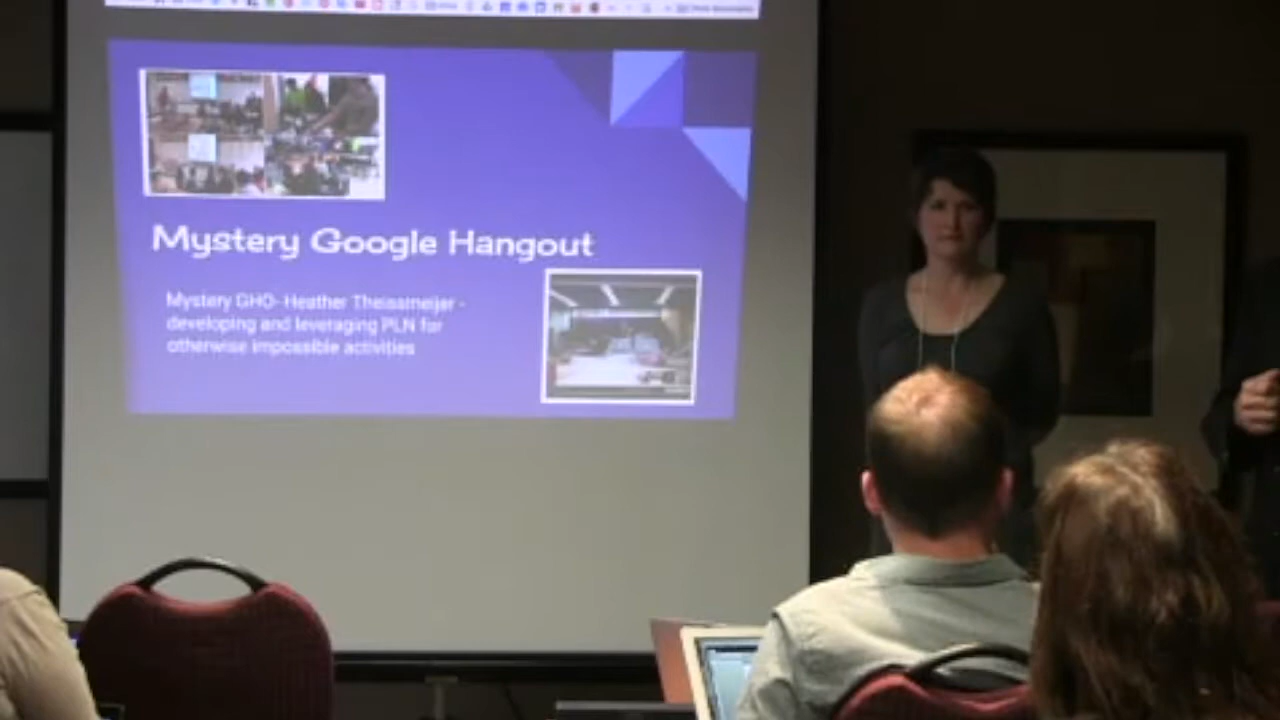 Mystery Google Hangout
Mystery GHO- Heather Theissmeijer -
developing and leveraging PLN for
otherwise impossible activities